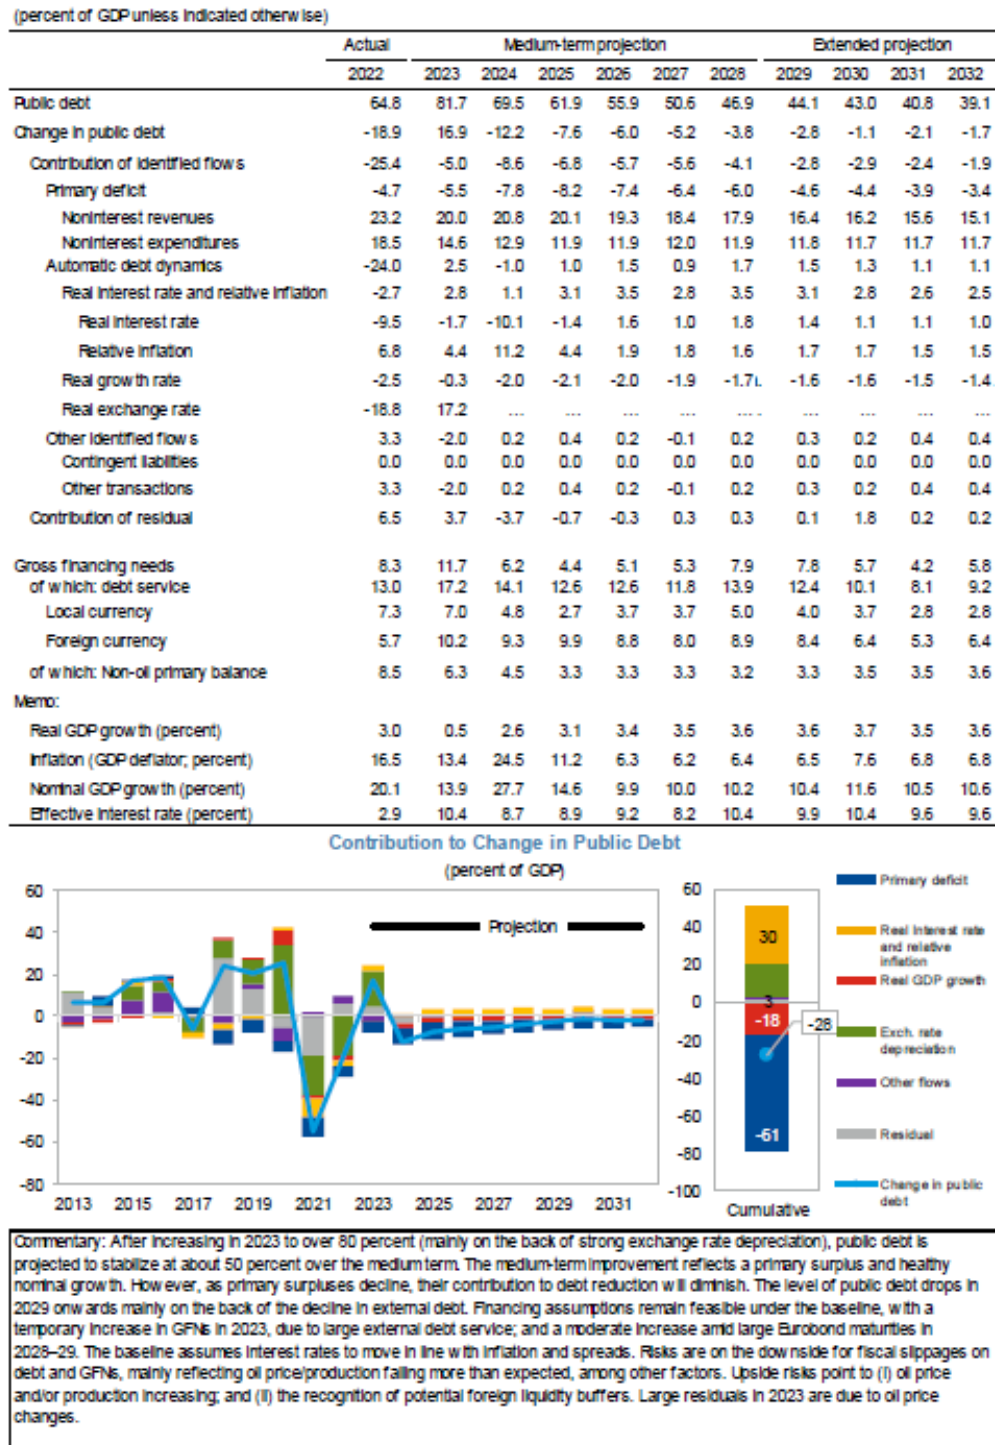 (percent of GDP unless indicated otherwise)
Actual Medium-term projection Extended projection
2022 2023 2024 2025 2026 2027 2028 2029 2030 2031 2032
Public debt 64.8 81.7 69.5 61.9 55.9 50.6 46.9 44.1 43.0 40.8 39.1
Change in public debt -18.9 16.9 -12.2 -7.6 -6.0 -5.2 -3.8 -2.8 -1.1 -2.1 -1.7
Contribution of identified flows -25.4 -5.0 -8.6 -6.8 -5.7 -5.6 -4.1 -2.8 -2.9 -2.4 -1.9
Primary deficit -4.7 -5.5 -7.8 -8.2 -7.4 -6.4 -6.0 -4.6 -4.4 -3.9 -3.4
Noninterest revenues 23.2 20.0 20.8 20.1 19.3 18.4 17.9 16.4 16.2 15.6 15.1
Noninterest expenditures 18.5 14.6 12.9 11.9 11.9 12.0 11.9 11.8 11.7 11.7 11.7
Automatic debt dynamics -24.0 2.5 -1.0 1.0 1.5 0.9 1.7 1.5 1.3 1.1 1.1
Real interest rate and relative inflation -2.7 2.8 1.1 3.1 3.5 2.8 3.5 3.1 2.8 2.6 2.5
Real interest rate -9.5 -1.7 -10.1 -1.4 1.6 1.0 1.8 1.4 1.1 1.1 1.0
Relative inflation 6.8 4.4 11.2 4.4 1.9 1.8 1.6 1.7 1.7 1.5 1.5
Real growth rate -2.5 -0.3 -2.0 -2.1 -2.0 -1.9 -1.7 -1.6 -1.6 -1.5 -1.4
Real exchange rate -18.8 17.2 ... ... ... ... ... ... ... ... ...
Other identified flows 3.3 -2.0 0.2 0.4 0.2 -0.1 0.2 0.3 0.2 0.4 0.4
Contingent liabilities 0.0 0.0 0.0 0.0 0.0 0.0 0.0 0.0 0.0 0.0 0.0
Other transactions 3.3 -2.0 0.2 0.4 0.2 -0.1 0.2 0.3 0.2 0.4 0.4
Contribution of residual 6.5 3.7 -3.7 -0.7 -0.3 0.3 0.3 0.1 1.8 0.2 0.2
Gross financing needs 8.3 11.7 6.2 4.4 5.1 5.3 7.9 7.8 5.7 4.2 5.8
of which: debt service 13.0 17.2 14.1 12.6 12.6 11.8 13.9 12.4 10.1 8.1 9.2
Local currency 7.3 7.0 4.8 2.7 3.7 3.7 5.0 4.0 3.7 2.8 2.8
Foreign currency 5.7 10.2 9.3 9.9 8.8 8.0 8.9 8.4 6.4 5.3 6.4
of which: Non-oil primary balance 8.5 6.3 4.5 3.3 3.3 3.3 3.2 3.3 3.5 3.5 3.6
Memo:
Real GDP growth (percent) 3.0 0.5 2.6 3.1 3.4 3.5 3.6 3.6 3.7 3.5 3.6
Inflation (GDP deflator; percent) 16.5 13.4 24.5 11.2 6.3 6.2 6.4 6.5 7.6 6.8 6.8
Nominal GDP growth (percent) 20.1 13.9 27.7 14.6 9.9 10.0 10.2 10.4 11.6 10.5 10.6
Effective interest rate (percent) 2.9 10.4 8.7 8.9 9.2 8.2 10.4 9.9 10.4 9.6 9.6
Contribution to Change in Public Debt
(percent of GDP)
60
40
20
0
-20
-40
-60
-80
Projection
2013 2015 2017 2019 2021 2023 2025 2027 2029 2031
60
40
20
0
-20
-40
-60
-80
-100
30
3
-18
-28
-61
Cumulative
Primary deficit
Real interest rate
and relative
inflation
Real GDP growth
Exch. rate
depreciation
Other flows
Residual
Change in public
debt
Commentary: After increasing in 2023 to over 80 percent (mainly on the back of strong exchange rate depreciation), public debt is
projected to stabilize at about 50 percent over the medium term. The medium-term improvement reflects a primary surplus and healthy
nominal growth. However, as primary surpluses decline, their contribution to debt reduction will diminish. The level of public debt drops in
2029 onwards mainly on the back of the decline in external debt. Financing assumptions remain feasible under the baseline, with a
temporary increase in GFNs in 2023, due to large external debt service; and a moderate increase amid large Eurobond maturities in
2028–29. The baseline assumes interest rates to move in line with inflation and spreads. Risks are on the downside for fiscal slippages on
debt and GFNs, mainly reflecting oil price/production falling more than expected, among other factors. Upside risks point to (i) oil price
and/or production increasing; and (ii) the recognition of potential foreign liquidity buffers. Large residuals in 2023 are due to oil price
changes.